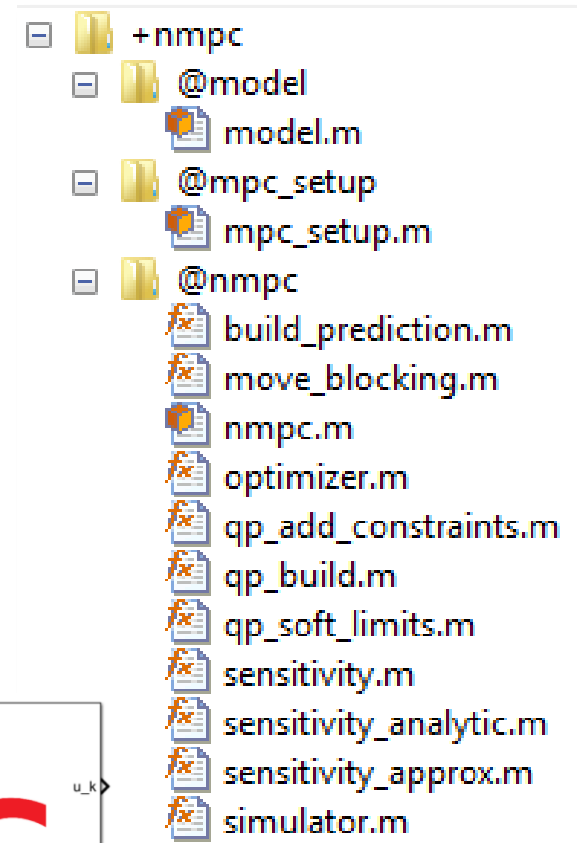 +nmpc
@model
model.m
@mpc_setup
mpc_setup.m
@nmpc
build_prediction.m
move_blocking.m
nmpc.m
optimizer.m
qp_add_constraints.m
qp_build.m
qp_soft_limits.m
sensitivity.m
sensitivity_analytic.m
u_k
sensitivity_approx.m
simulator.m